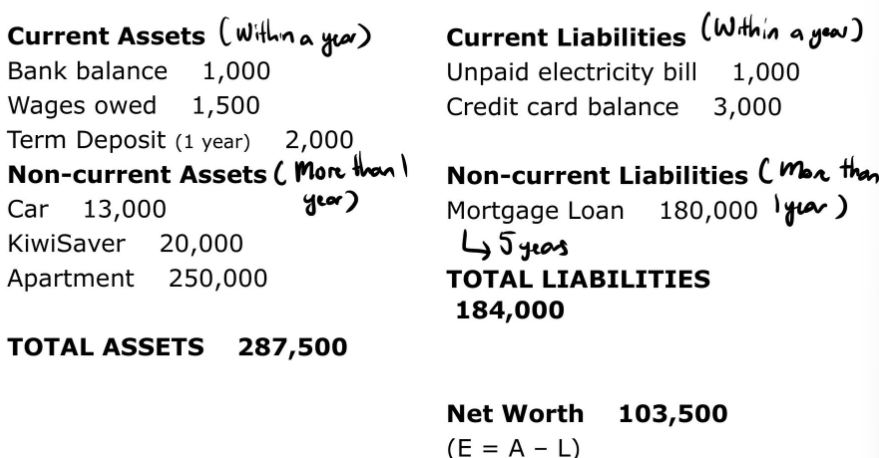 Current Assets (Within a year)
Bank balance 1,000
Wages owed 1,500
Term Deposit (1 year) 2,000
Non-current Assets (More than 1
year)
Car 13,000
KiwiSaver 20,000
Apartment 250,000
TOTAL ASSETS 287,500
Current Liabilities (Within a year)
Unpaid electricity bill 1,000
Credit card balance 3,000
Non-current Liabilities (More than
1 year)
Mortgage Loan 180,000
↳ 5 years
TOTAL LIABILITIES
184,000
Net Worth 103,500
(E = A – L)